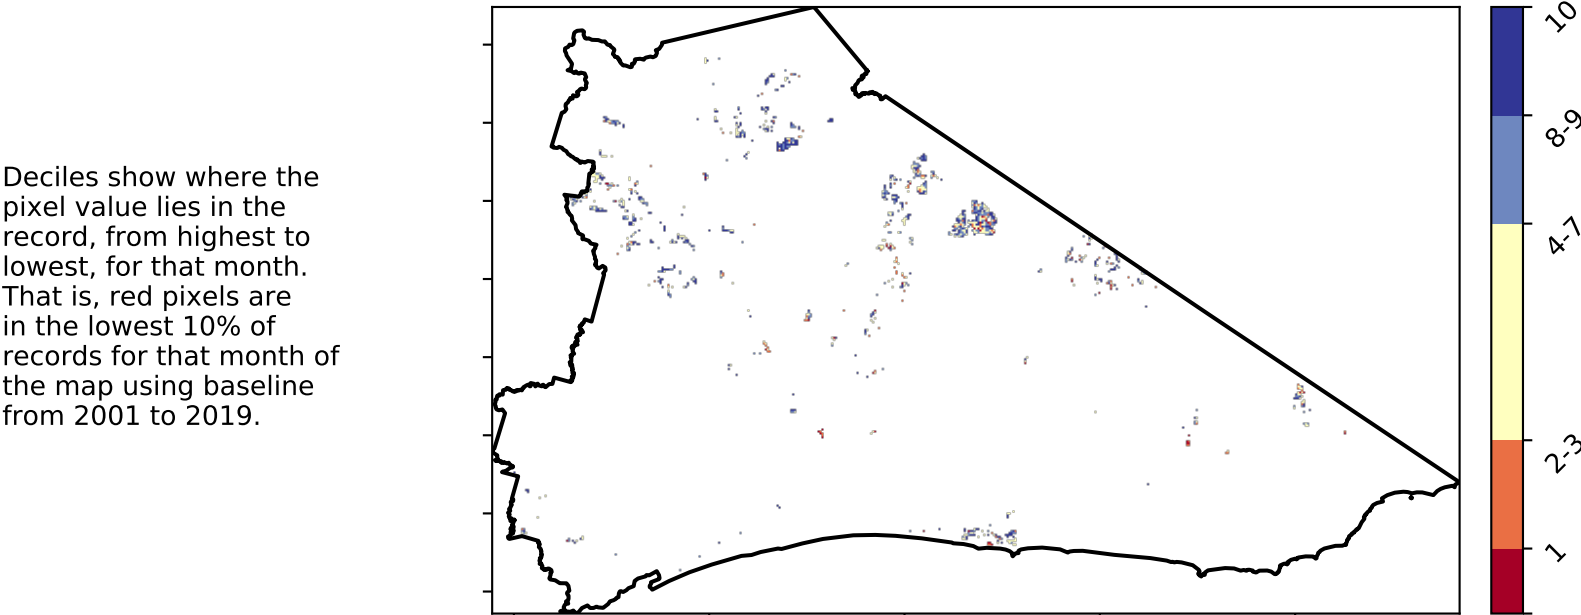 Deciles show where the
pixel value lies in the
record, from highest to
lowest, for that month.
That is, red pixels are
in the lowest 10% of
records for that month of
the map using baseline
from 2001 to 2019.
10
8-9
4-7
2-3
1